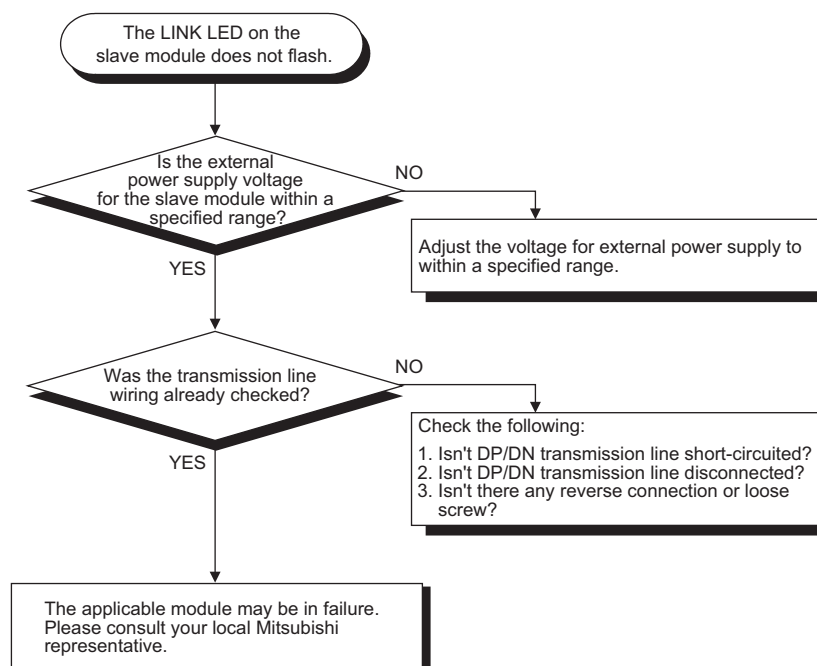 The LINK LED on the
slave module does not flash.
Is the external
power supply voltage
for the slave module within a
specified range?
NO
Adjust the voltage for external power supply to
within a specified range.
YES
Was the transmission line
wiring already checked?
NO
Check the following:
1. Isn't DP/DN transmission line short-circuited?
2. Isn't DP/DN transmission line disconnected?
3. Isn't there any reverse connection or loose
screw?
YES
The applicable module may be in failure.
Please consult your local Mitsubishi
representative.